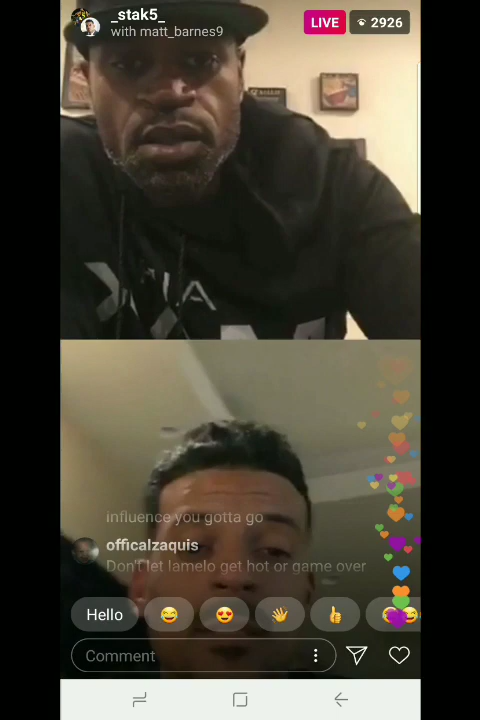 _stak5_
with matt_barnes9
LIVE
2926
influence you gotta go
officalzaquis
Don't let lamelo get hot or game over
Hello
Comment